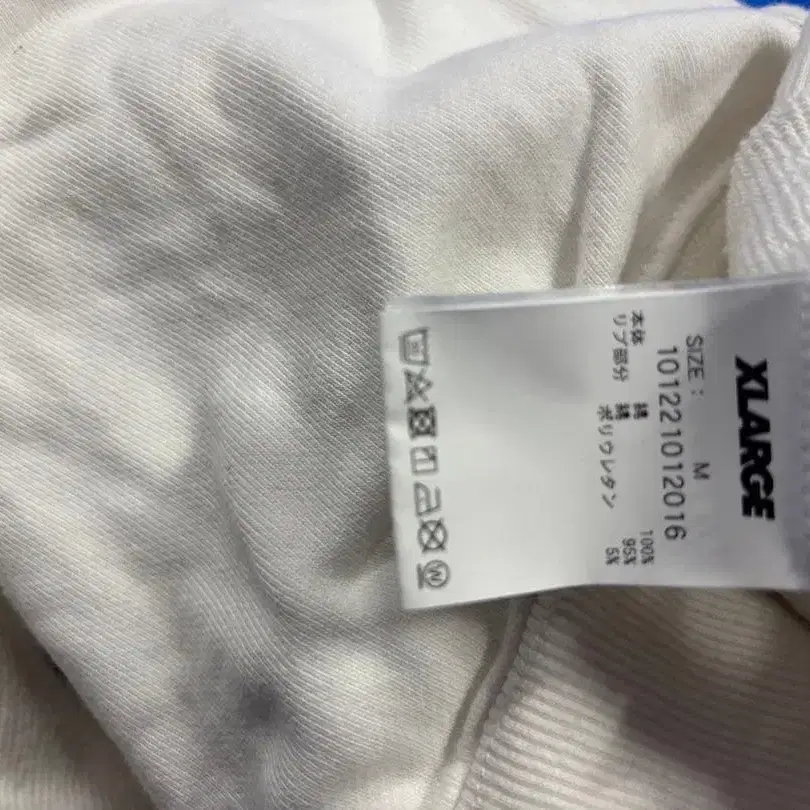 XLARGE
SIZE : M
101221012016
本体 綿 100%
リブ部分 綿 95%
ポリウレタン 5%